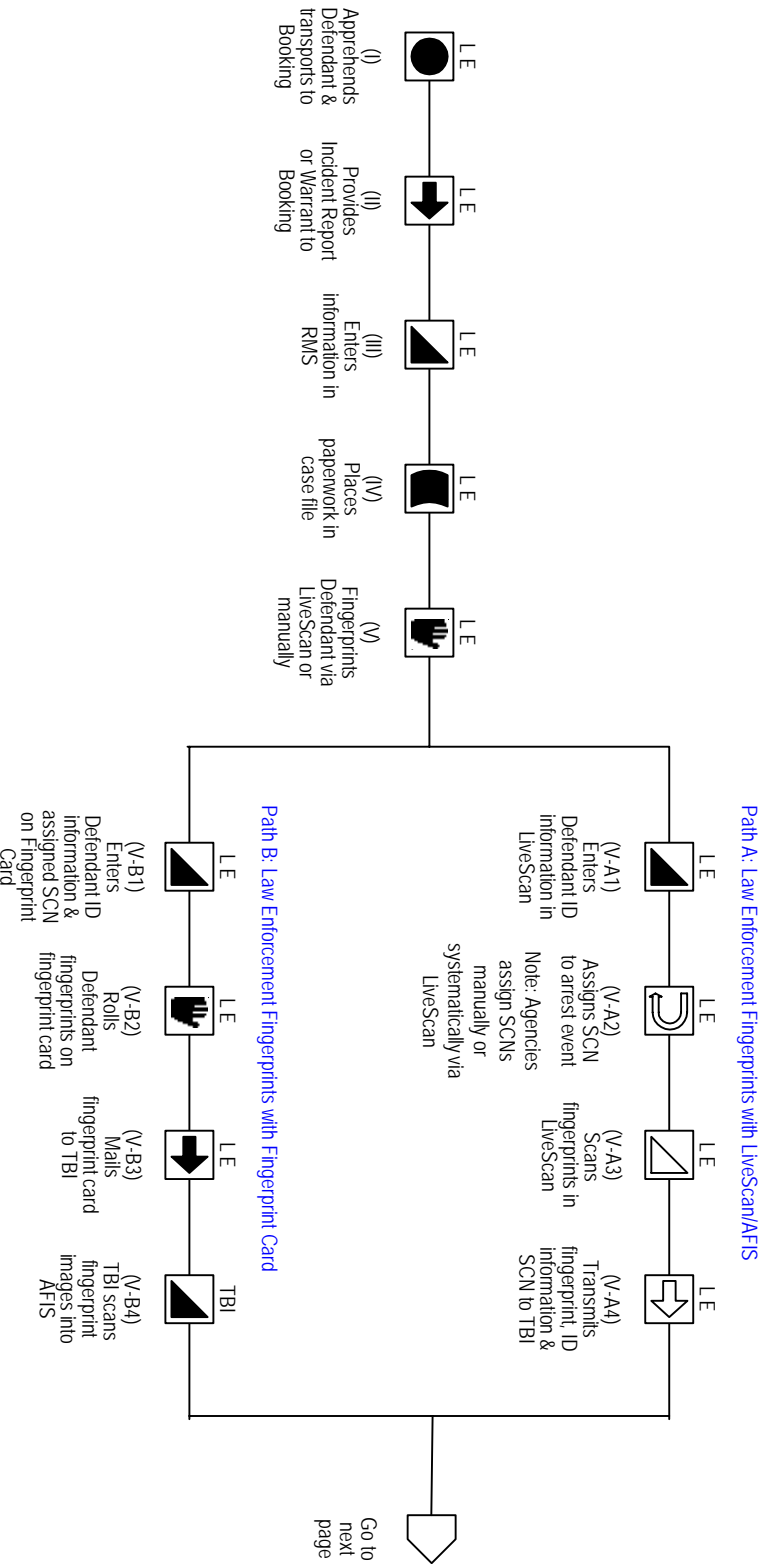 Path A: Law Enforcement Fingerprints with LiveScan/AFIS
LE
(V-A1)
Enters
Defendant ID
information in
LiveScan
LE
(V-A2)
Assigns SCN
to arrest event
Note: Agencies
assign SCNs
manually or
systematically via
LiveScan
LE
(V-A3)
Scans
fingerprints in
LiveScan
LE
(V-A4)
Transmits
fingerprint, ID
information &
SCN to TBI
LE
(I)
Apprehends
Defendant &
transports to
Booking
LE
(II)
Provides
Incident Report
or Warrant to
Booking
LE
(III)
Enters
information in
RMS
LE
(IV)
Places
paperwork in
case file
LE
(V)
Fingerprints
Defendant via
LiveScan or
manually
Path B: Law Enforcement Fingerprints with Fingerprint Card
LE
(V-B1)
Enters
Defendant ID
information &
assigned SCN
on Fingerprint
Card
LE
(V-B2)
Rolls
Defendant
fingerprints on
fingerprint card
LE
(V-B3)
Mails
fingerprint card
to TBI
TBI
(V-B4)
TBI scans
fingerprint
images into
AFIS
Go to
next
page